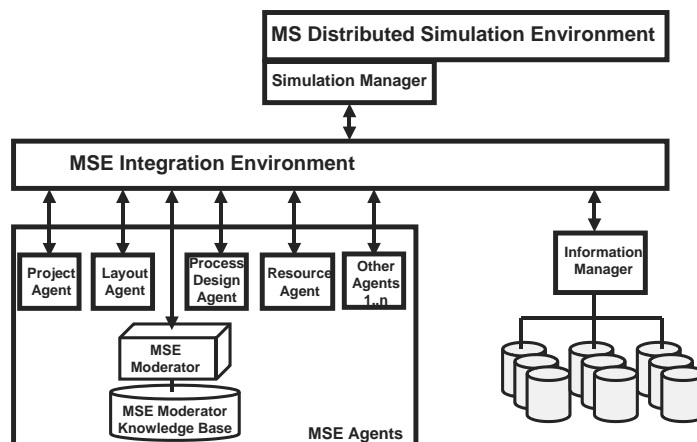 MS Distributed Simulation Environment
Simulation Manager
MSE Integration Environment
Project
Agent
Layout
Agent
Process
Design
Agent
Resource
Agent
Other
Agents
1..n
Information
Manager
MSE
Moderator
MSE Moderator
Knowledge Base
MSE Agents